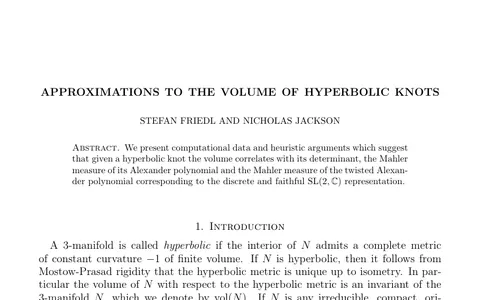 APPROXIMATIONS TO THE VOLUME OF HYPERBOLIC KNOTS
STEFAN FRIEDL AND NICHOLAS JACKSON
Abstract. We present computational data and heuristic arguments which suggest
that given a hyperbolic knot the volume correlates with its determinant, the Mahler
measure of its Alexander polynomial and the Mahler measure of the twisted Alexan-
der polynomial corresponding to the discrete and faithful SL(2, ℂ) representation.
1. Introduction
A 3-manifold is called hyperbolic if the interior of N admits a complete metric
of constant curvature −1 of finite volume. If N is hyperbolic, then it follows from
Mostow-Prasad rigidity that the hyperbolic metric is unique up to isometry. In par-
ticular the volume of N with respect to the hyperbolic metric is an invariant of the
3-manifold N, which we denote by vol(N). If N is any irreducible, compact, ori-